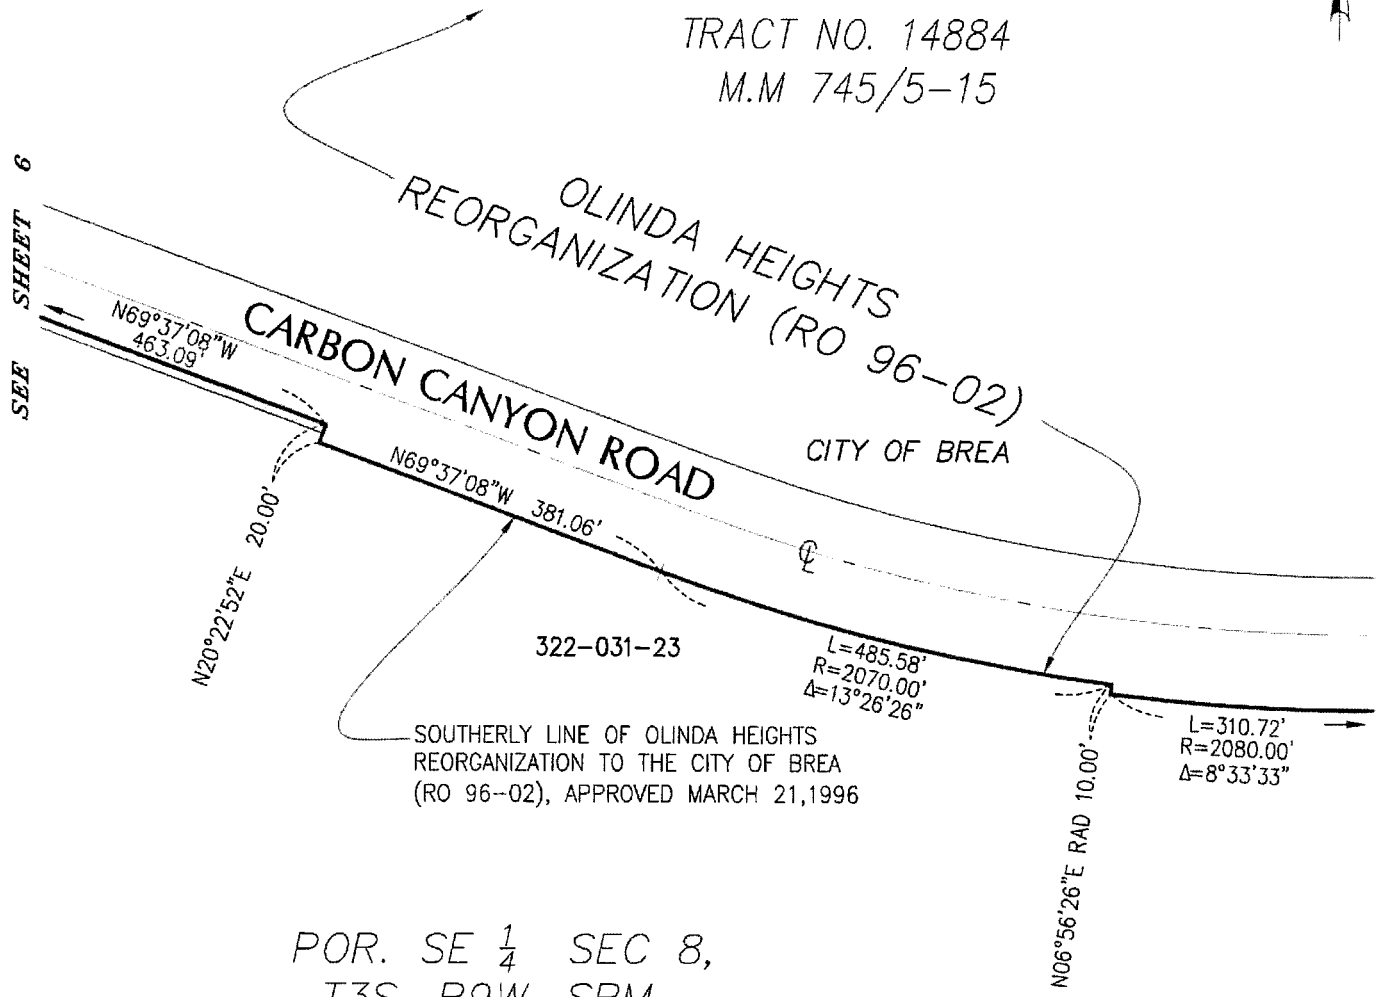 TRACT NO. 14884
M.M 745/5-15
OLINDA HEIGHTS
REORGANIZATION (RO 96-02)
SEE SHEET 6
N69°37'08"W
463.09'
CARBON CANYON ROAD
CITY OF BREA
N69°37'08"W 381.06'
N20°22'52"E 20.00'
℄
322-031-23
L=485.58'
R=2070.00'
Δ=13°26'26"
SOUTHERLY LINE OF OLINDA HEIGHTS
REORGANIZATION TO THE CITY OF BREA
(RO 96-02), APPROVED MARCH 21,1996
L=310.72'
R=2080.00'
Δ=8°33'33"
N06°56'26"E RAD 10.00'
POR. SE 1/4 SEC 8,
T3S, R9W, SBM